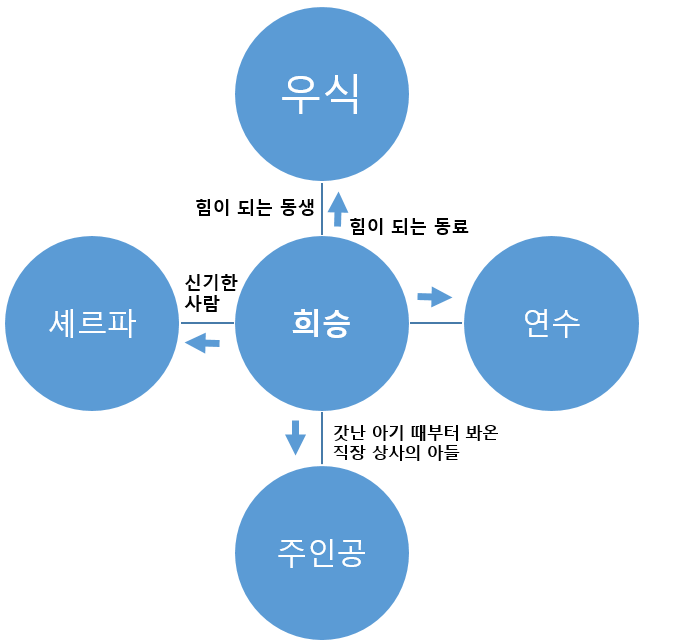 우식
힘이 되는 동생
힘이 되는 동료
신기한
사람
셰르파
희승
연수
갓난 아기 때부터 봐온
직장 상사의 아들
주인공